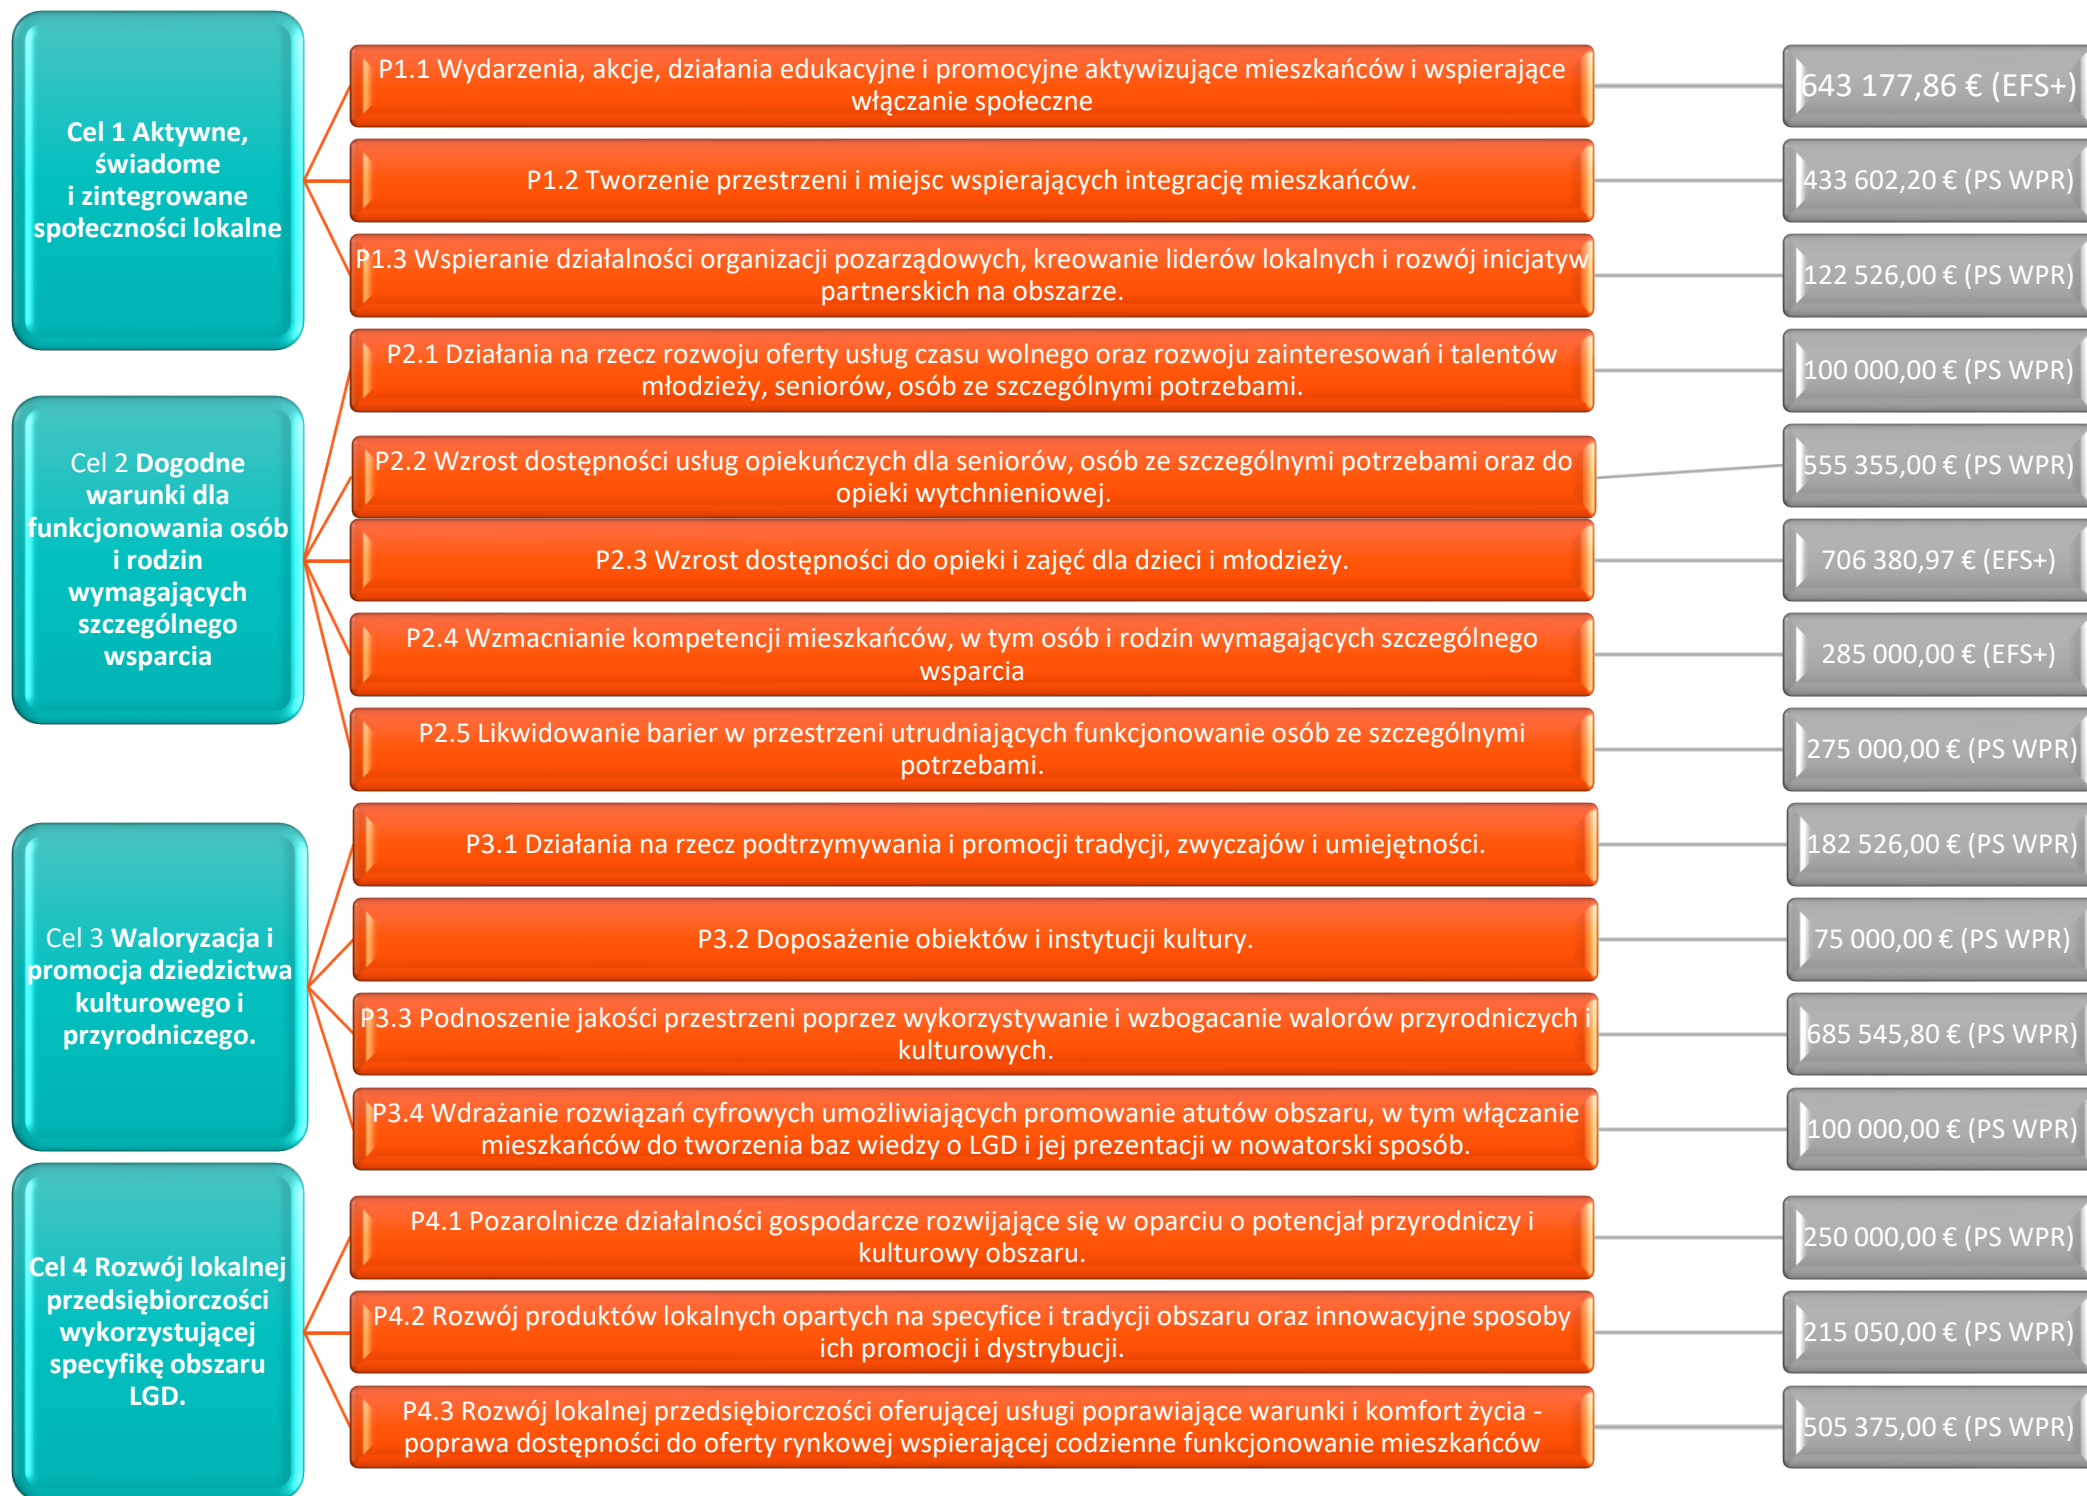 Cel 1 Aktywne,
świadome
i zintegrowane
społeczności lokalne
P1.1 Wydarzenia, akcje, działania edukacyjne i promocyjne aktywizujące mieszkańców i wspierające
włączanie społeczne
643 177,86 € (EFS+)
P1.2 Tworzenie przestrzeni i miejsc wspierających integrację mieszkańców.
433 602,20 € (PS WPR)
P1.3 Wspieranie działalności organizacji pozarządowych, kreowanie liderów lokalnych i rozwój inicjatyw
partnerskich na obszarze.
122 526,00 € (PS WPR)
Cel 2 Dogodne
warunki dla
funkcjonowania osób
i rodzin
wymagających
szczególnego
wsparcia
P2.1 Działania na rzecz rozwoju oferty usług czasu wolnego oraz rozwoju zainteresowań i talentów
młodzieży, seniorów, osób ze szczególnymi potrzebami.
100 000,00 € (PS WPR)
P2.2 Wzrost dostępności usług opiekuńczych dla seniorów, osób ze szczególnymi potrzebami oraz do
opieki wytchnieniowej.
555 355,00 € (PS WPR)
P2.3 Wzrost dostępności do opieki i zajęć dla dzieci i młodzieży.
706 380,97 € (EFS+)
P2.4 Wzmacnianie kompetencji mieszkańców, w tym osób i rodzin wymagających szczególnego
wsparcia
285 000,00 € (EFS+)
P2.5 Likwidowanie barier w przestrzeni utrudniających funkcjonowanie osób ze szczególnymi
potrzebami.
275 000,00 € (PS WPR)
Cel 3 Waloryzacja i
promocja dziedzictwa
kulturowego i
przyrodniczego.
P3.1 Działania na rzecz podtrzymywania i promocji tradycji, zwyczajów i umiejętności.
182 526,00 € (PS WPR)
P3.2 Doposażenie obiektów i instytucji kultury.
75 000,00 € (PS WPR)
P3.3 Podnoszenie jakości przestrzeni poprzez wykorzystywanie i wzbogacanie walorów przyrodniczych i
kulturowych.
685 545,80 € (PS WPR)
P3.4 Wdrażanie rozwiązań cyfrowych umożliwiających promowanie atutów obszaru, w tym włączanie
mieszkańców do tworzenia baz wiedzy o LGD i jej prezentacji w nowatorski sposób.
100 000,00 € (PS WPR)
Cel 4 Rozwój lokalnej
przedsiębiorczości
wykorzystującej
specyfikę obszaru
LGD.
P4.1 Pozarolnicze działalności gospodarcze rozwijające się w oparciu o potencjał przyrodniczy i
kulturowy obszaru.
250 000,00 € (PS WPR)
P4.2 Rozwój produktów lokalnych opartych na specyfice i tradycji obszaru oraz innowacyjne sposoby
ich promocji i dystrybucji.
215 050,00 € (PS WPR)
P4.3 Rozwój lokalnej przedsiębiorczości oferującej usługi poprawiające warunki i komfort życia -
poprawa dostępności do oferty rynkowej wspierającej codzienne funkcjonowanie mieszkańców
505 375,00 € (PS WPR)